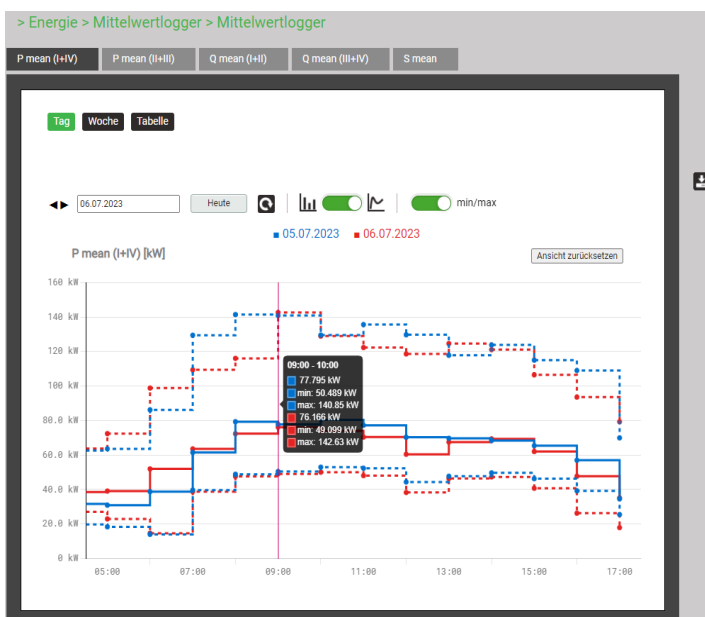 > Energie > Mittelwertlogger > Mittelwertlogger
P mean (I+IV) P mean (II+III) Q mean (I+II) Q mean (III+IV) S mean
Tag Woche Tabelle
06.07.2023 Heute min/max
05.07.2023 06.07.2023
P mean (I+IV) [kW] Ansicht zurücksetzen
160 kW
140 kW
120 kW
100 kW
80.0 kW
60.0 kW
40.0 kW
20.0 kW
0 kW
09:00 - 10:00
77.795 kW
min: 50.489 kW
max: 140.85 kW
76.166 kW
min: 49.099 kW
max: 142.63 kW
05:00 07:00 09:00 11:00 13:00 15:00 17:00